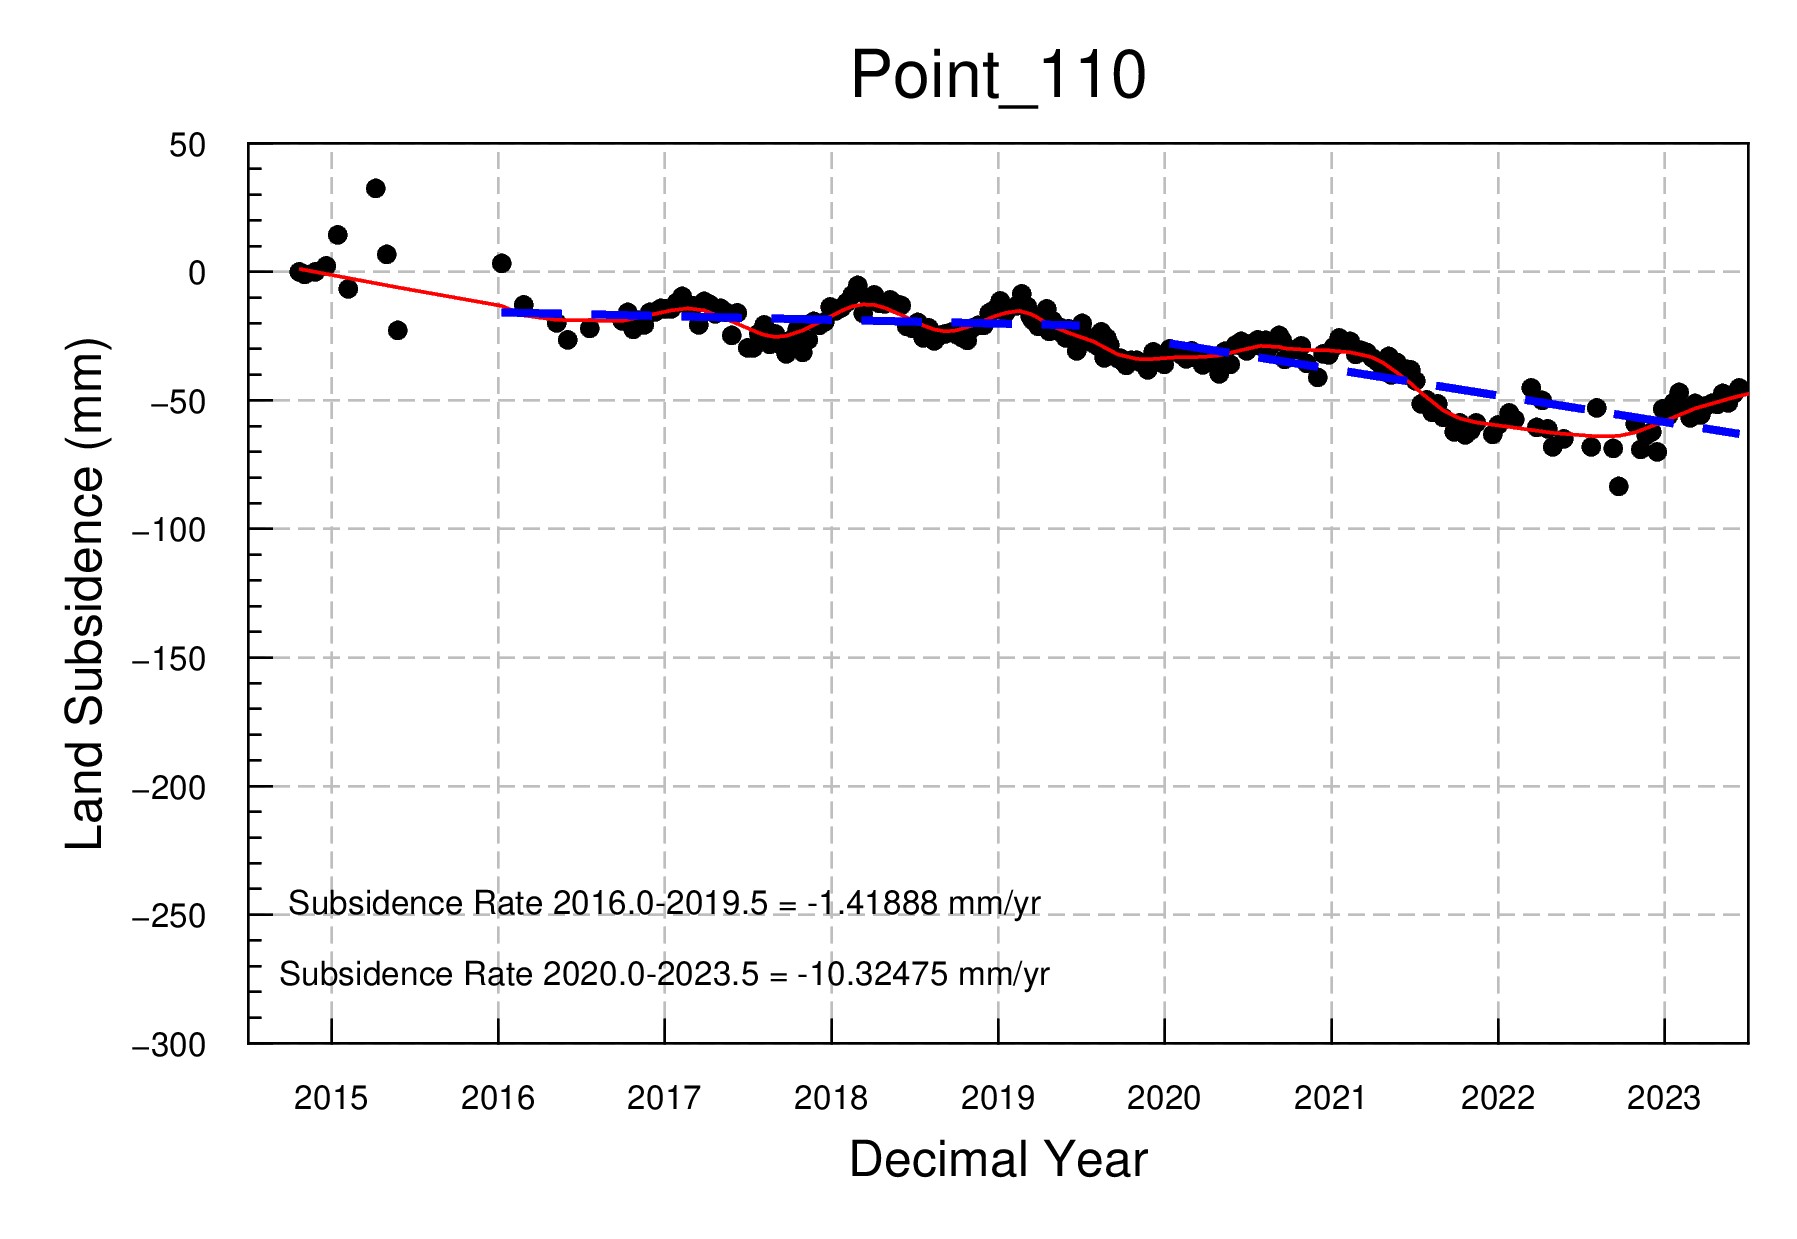 Point_110
50
0
−50
−100
−150
−200
−250
−300
Land Subsidence (mm)
Subsidence Rate 2016.0-2019.5 = -1.41888 mm/yr
Subsidence Rate 2020.0-2023.5 = -10.32475 mm/yr
2015 2016 2017 2018 2019 2020 2021 2022 2023
Decimal Year